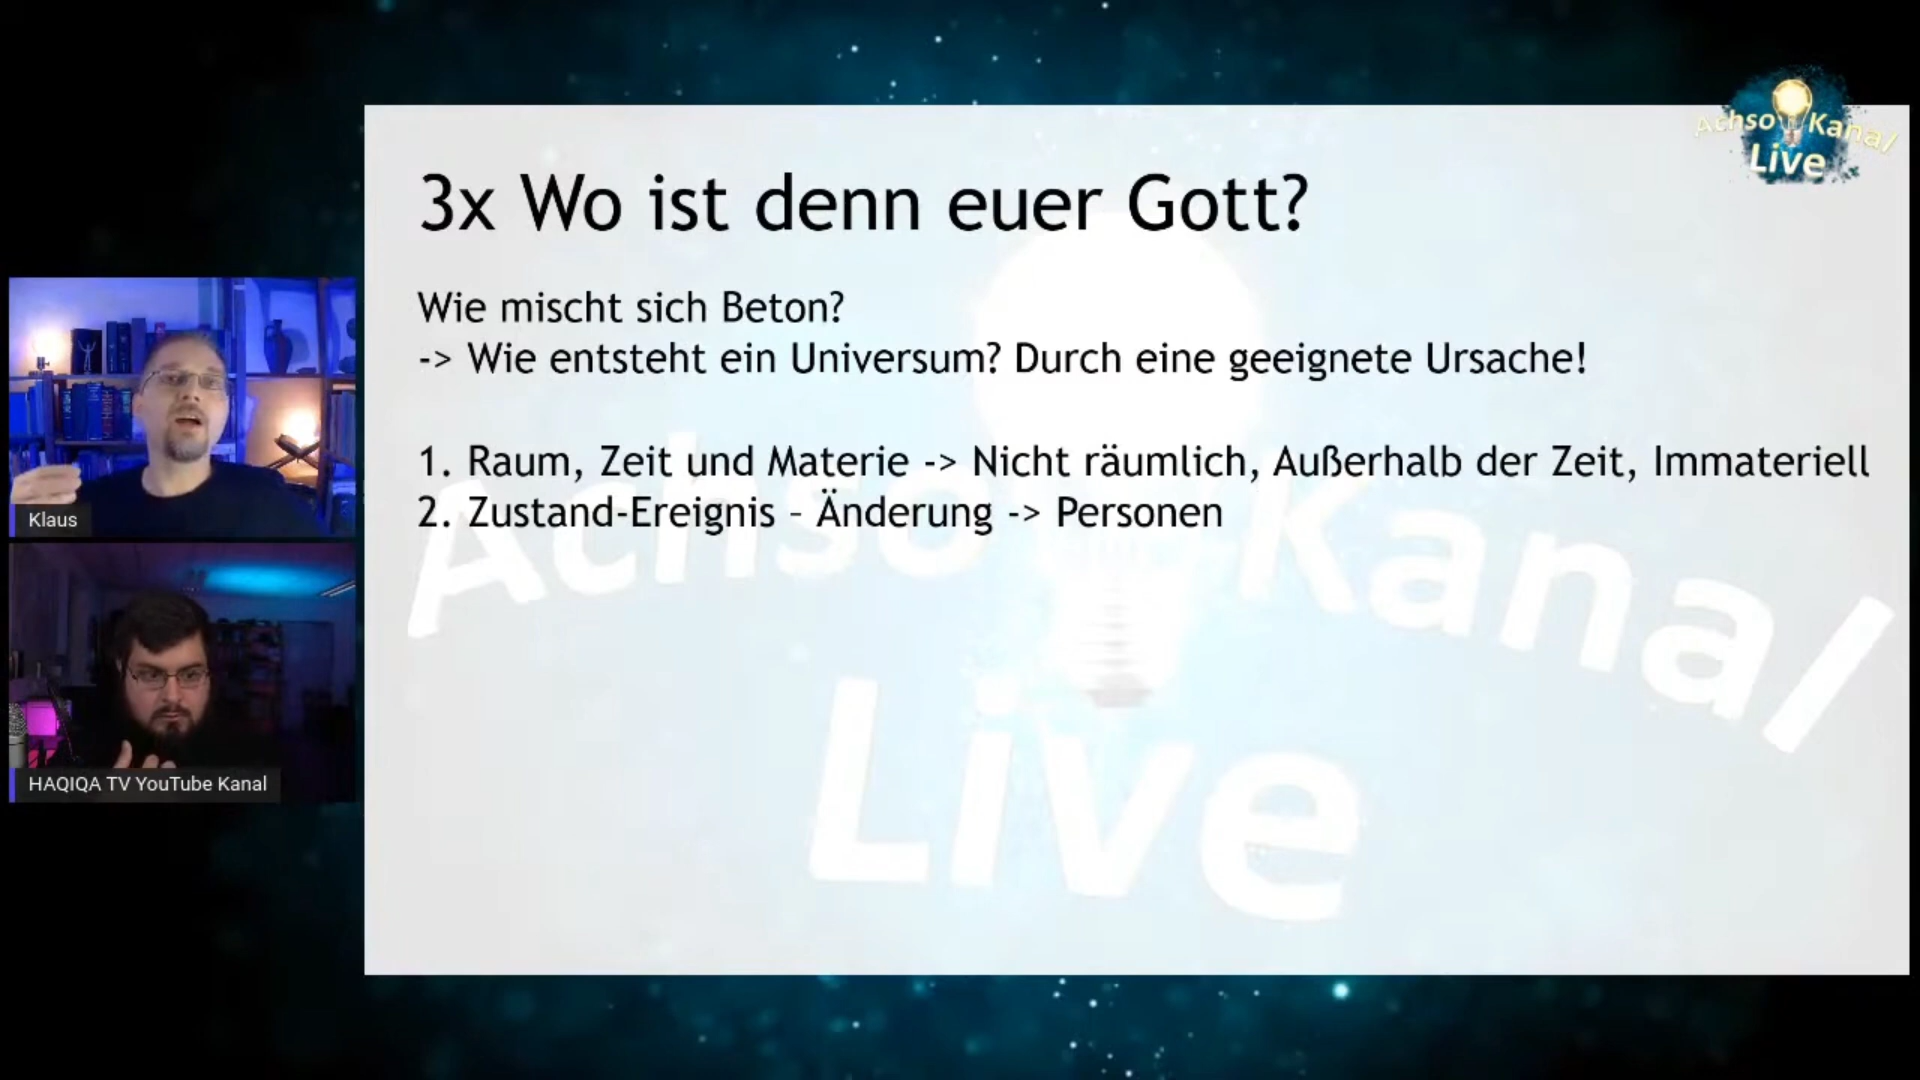 Achso Kanal
Live
3x Wo ist denn euer Gott?
Wie mischt sich Beton?
-> Wie entsteht ein Universum? Durch eine geeignete Ursache!
1. Raum, Zeit und Materie -> Nicht räumlich, Außerhalb der Zeit, Immateriell
2. Zustand-Ereignis – Änderung -> Personen
Achso Kanal
Live
Klaus
HAQIQA TV YouTube Kanal